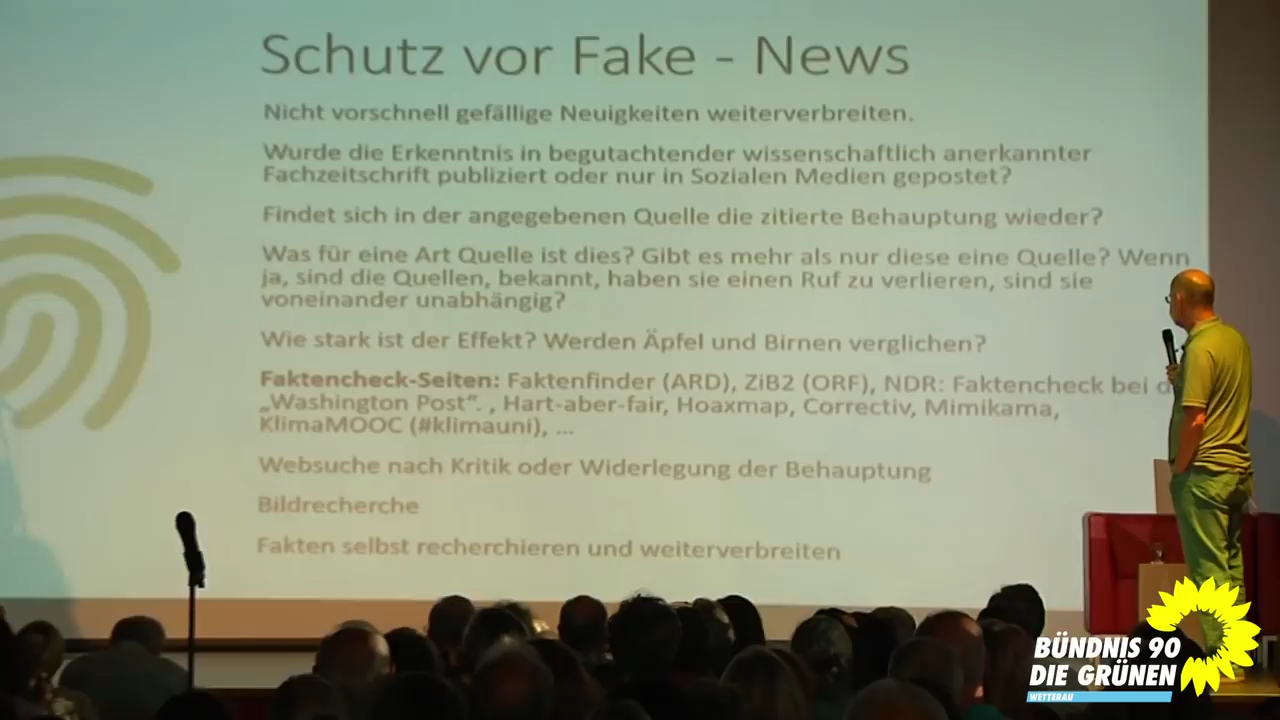 Schutz vor Fake - News
Nicht vorschnell gefällige Neuigkeiten weiterverbreiten.
Wurde die Erkenntnis in begutachtender wissenschaftlich anerkannter
Fachzeitschrift publiziert oder nur in Sozialen Medien gepostet?
Findet sich in der angegebenen Quelle die zitierte Behauptung wieder?
Was für eine Art Quelle ist dies? Gibt es mehr als nur diese eine Quelle? Wenn
ja, sind die Quellen, bekannt, haben sie einen Ruf zu verlieren, sind sie
voneinander unabhängig?
Wie stark ist der Effekt? Werden Äpfel und Birnen verglichen?
Faktencheck-Seiten: Faktenfinder (ARD), ZiB2 (ORF), NDR: Faktencheck bei
„Washington Post“. , Hart-aber-fair, Hoaxmap, Correctiv, Mimikama,
KlimaMOOC (#klimauni), ...
Websuche nach Kritik oder Widerlegung der Behauptung
Bildrecherche
Fakten selbst recherchieren und weiterverbreiten
BÜNDNIS 90
DIE GRÜNEN
WETTERAU